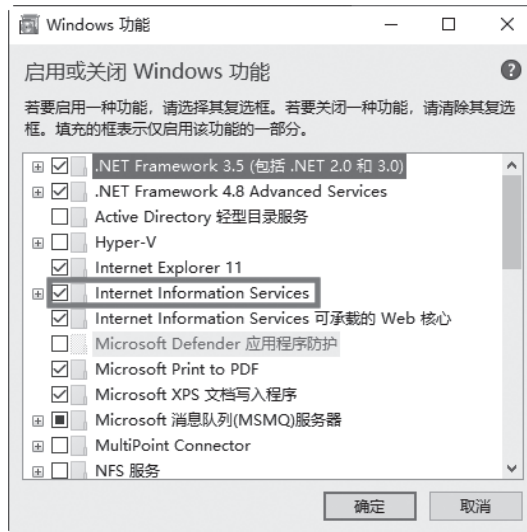 Windows 功能
启用或关闭 Windows 功能
若要启用一种功能，请选择其复选框。若要关闭一种功能，请清除其复选
框。填充的框表示仅启用该功能的一部分。
.NET Framework 3.5 (包括 .NET 2.0 和 3.0)
.NET Framework 4.8 Advanced Services
Active Directory 轻型目录服务
Hyper-V
Internet Explorer 11
Internet Information Services
Internet Information Services 可承载的 Web 核心
Microsoft Defender 应用程序防护
Microsoft Print to PDF
Microsoft XPS 文档写入程序
Microsoft 消息队列(MSMQ)服务器
MultiPoint Connector
NFS 服务
确定 取消